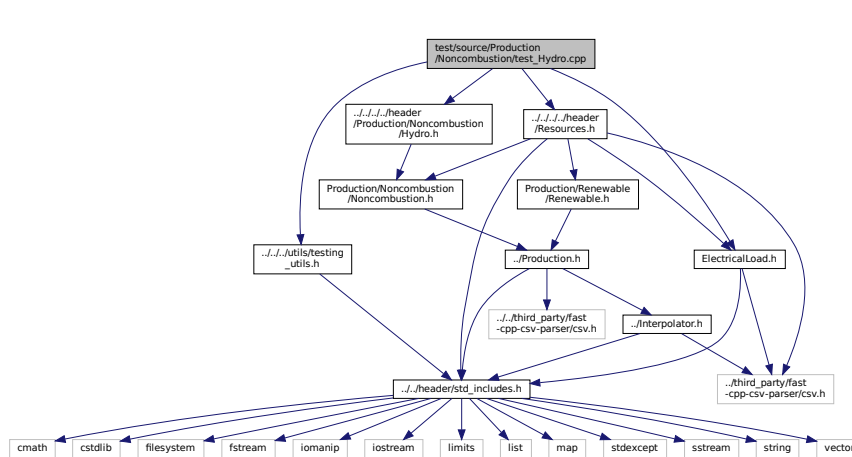 test/source/Production
/Noncombustion/test_Hydro.cpp
../../../../header
/Production/Noncombustion
/Hydro.h
../../../../header
/Resources.h
Production/Noncombustion
/Noncombustion.h
Production/Renewable
/Renewable.h
../../../utils/testing
_utils.h
../Production.h
ElectricalLoad.h
../../third_party/fast
-cpp-csv-parser/csv.h
../Interpolator.h
../../header/std_includes.h
../third_party/fast
-cpp-csv-parser/csv.h
cmath
cstdlib
filesystem
fstream
iomanip
iostream
limits
list
map
stdexcept
sstream
string
vector